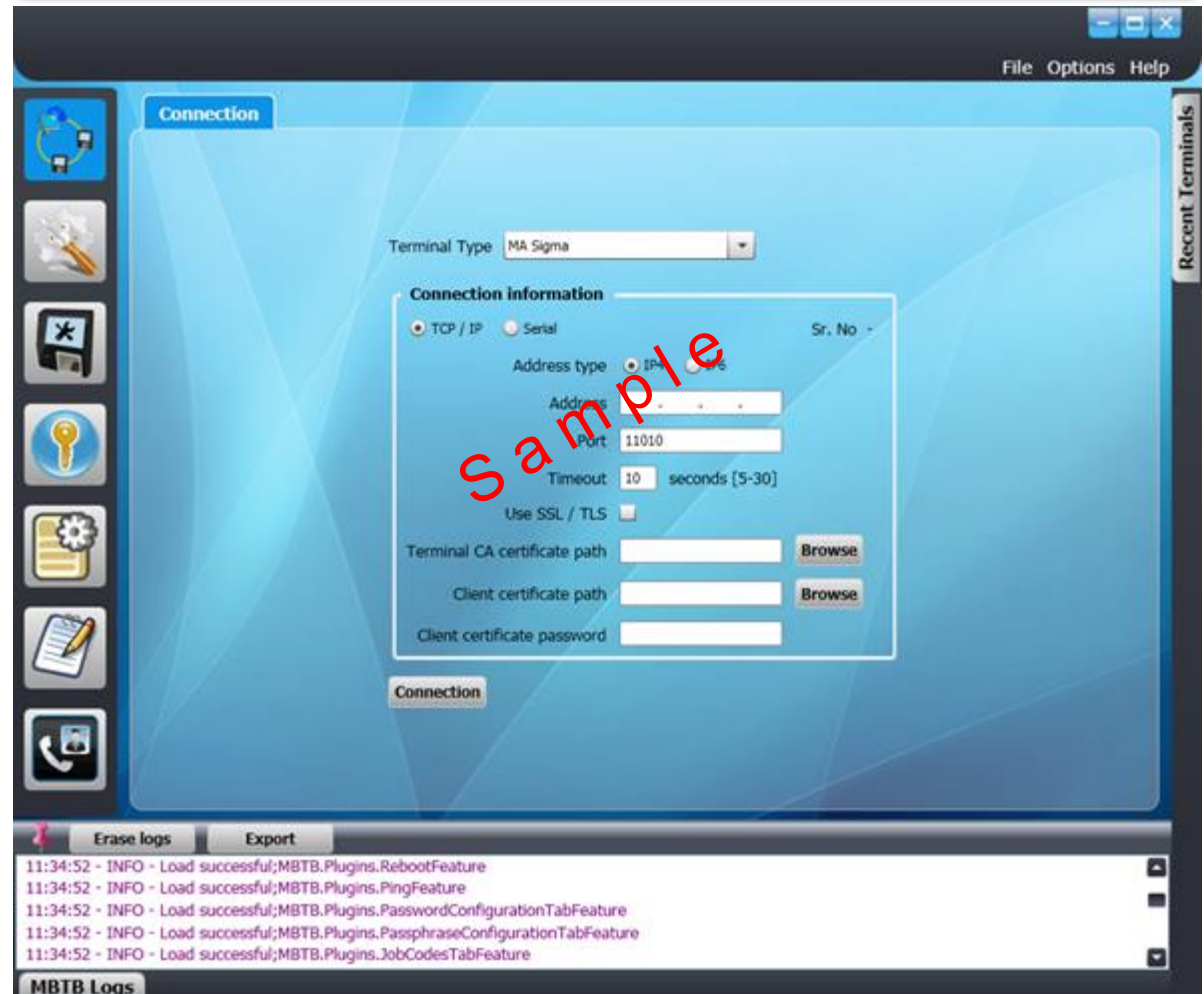 File Options Help
Recent Terminals
Connection
Terminal Type MA Sigma
Connection information
TCP / IP Serial Sr. No -
Address type IP4 IP6
Address . . .
Port 11010
Timeout 10 seconds [5-30]
Use SSL / TLS
Terminal CA certificate path Browse
Client certificate path Browse
Client certificate password
Connection
Sample
Erase logs Export
11:34:52 - INFO - Load successful;MBTB.Plugins.RebootFeature
11:34:52 - INFO - Load successful;MBTB.Plugins.PingFeature
11:34:52 - INFO - Load successful;MBTB.Plugins.PasswordConfigurationTabFeature
11:34:52 - INFO - Load successful;MBTB.Plugins.PassphraseConfigurationTabFeature
11:34:52 - INFO - Load successful;MBTB.Plugins.JobCodesTabFeature
MBTB Logs